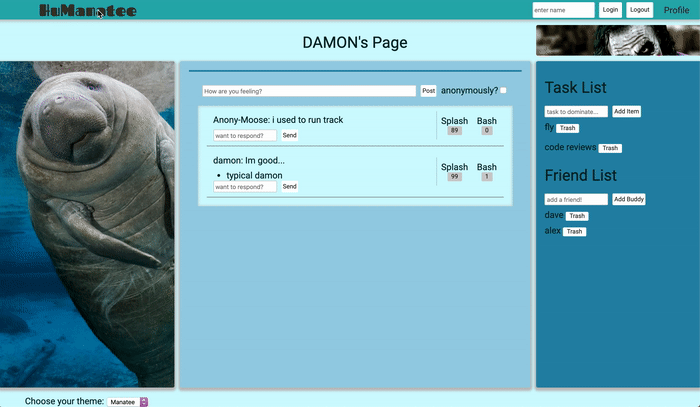 HuManatee
enter name Login Logout Profile
DAMON's Page
How are you feeling? Post anonymously?
Anony-Moose: i used to run track
Splash Bash
89 0
want to respond? Send
damon: Im good...
Splash Bash
99 1
typical damon
want to respond? Send
Task List
task to dominate... Add Item
fly Trash
code reviews Trash
Friend List
add a friend! Add Buddy
dave Trash
alex Trash
Choose your theme: Manatee